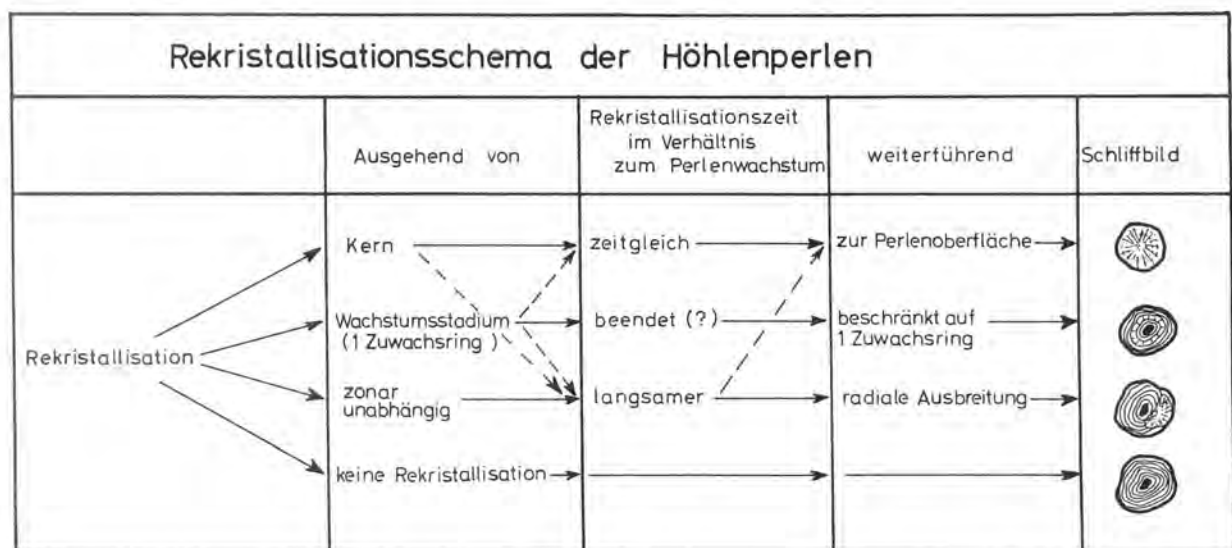 Rekristallisationsschema der Höhlenperlen
Ausgehend von
Rekristallisationszeit
im Verhältnis
zum Perlenwachstum
weiterführend
Schliffbild
Rekristallisation
Kern
zeitgleich
zur Perlenoberfläche
Wachstumsstadium
(1 Zuwachsring)
beendet (?)
beschränkt auf
1 Zuwachsring
zonar
unabhängig
langsamer
radiale Ausbreitung
keine Rekristallisation